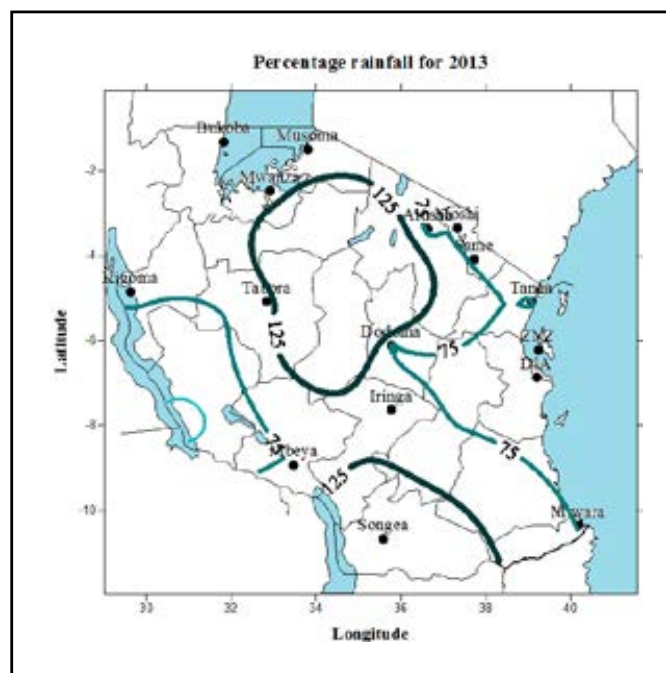 Percentage rainfall for 2013
Bukoba
Musoma
-2
Mwanza
125
75
Moshi
-4
Same
Kigoma
Tabora
Tanga
125
Dodoma
75
ZNZ
-6
Latitude
DIA
Iringa
-8
75
75
Mbeya
125
-10
Mtwara
Songea
30
32
34
36
38
40
Longitude